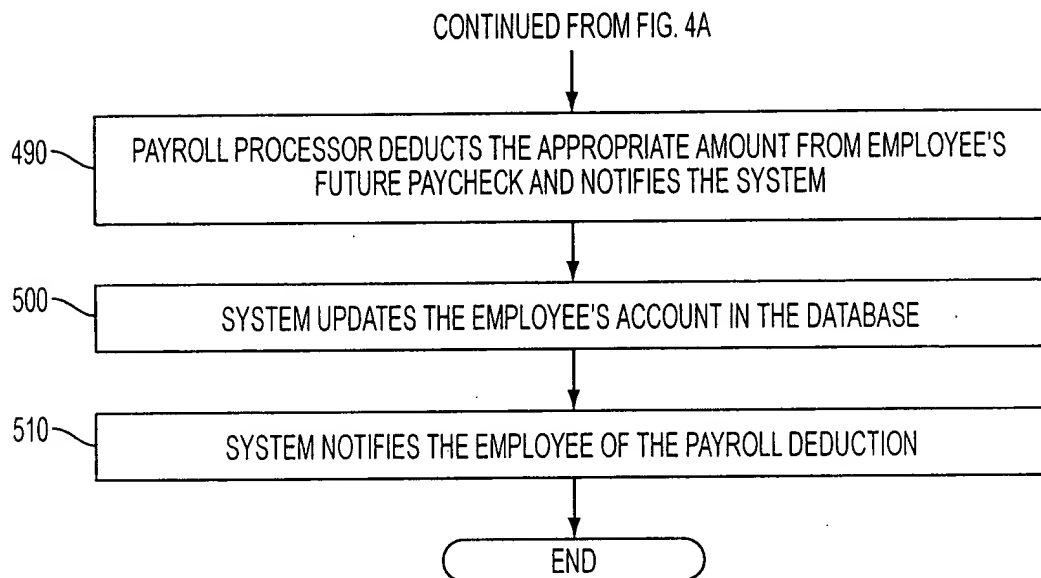 CONTINUED FROM FIG. 4A
490
PAYROLL PROCESSOR DEDUCTS THE APPROPRIATE AMOUNT FROM EMPLOYEE'S
FUTURE PAYCHECK AND NOTIFIES THE SYSTEM
500
SYSTEM UPDATES THE EMPLOYEE'S ACCOUNT IN THE DATABASE
510
SYSTEM NOTIFIES THE EMPLOYEE OF THE PAYROLL DEDUCTION
END